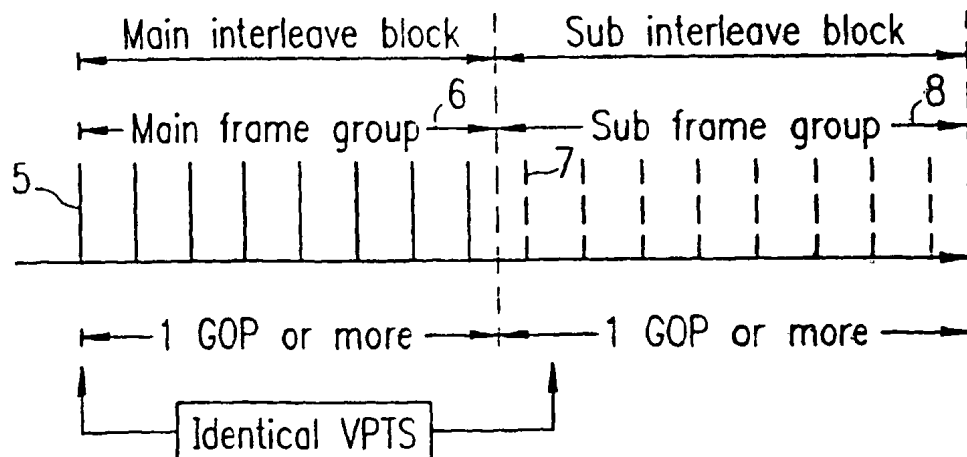 Main interleave block Sub interleave block
6 8
Main frame group Sub frame group
5 7
1 GOP or more 1 GOP or more
Identical VPTS